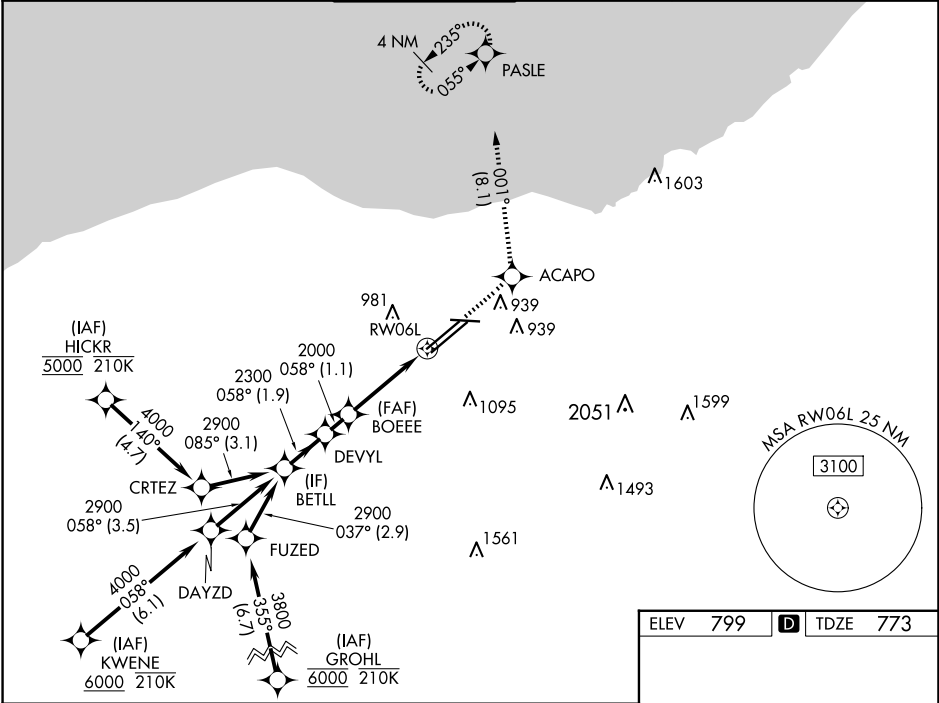 4 NM
235°
055°
PASLE
001°
(8.1)
1603
ACAPO
939
939
981
RW06L
(IAF)
HICKR
5000 210K
2000
058° (1.1)
2300
058° (1.9)
4000
140°
(4.7)
2900
085° (3.1)
(FAF)
BOEEE
DEVYL
1095
2051
1599
MSA RW06L 25 NM
3100
CRTEZ
(IF)
BETLL
1493
2900
058° (3.5)
2900
037° (2.9)
FUZED
1561
DAYZD
4000
058°
(6.1)
3800
355°
(6.7)
(IAF)
KWENE
6000 210K
(IAF)
GROHL
6000 210K
ELEV 799 D TDZE 773